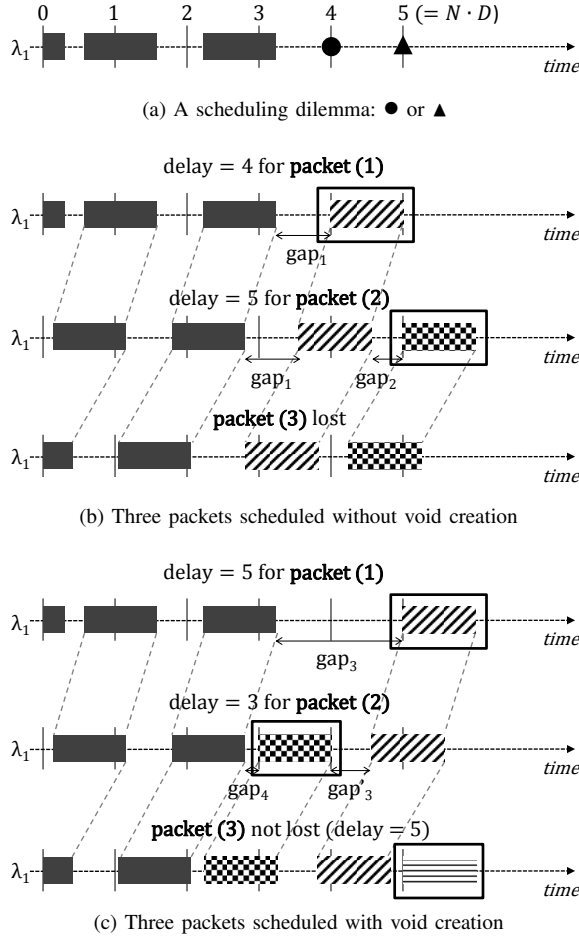 0 1 2 3 4 5 (= N · D)
λ1
time
(a) A scheduling dilemma: ● or ▲
delay = 4 for packet (1)
λ1
gap1
time
delay = 5 for packet (2)
λ1
gap1 gap2
time
packet (3) lost
λ1
time
(b) Three packets scheduled without void creation
delay = 5 for packet (1)
λ1
gap3
time
delay = 3 for packet (2)
λ1
gap4 gap'3
time
packet (3) not lost (delay = 5)
λ1
time
(c) Three packets scheduled with void creation